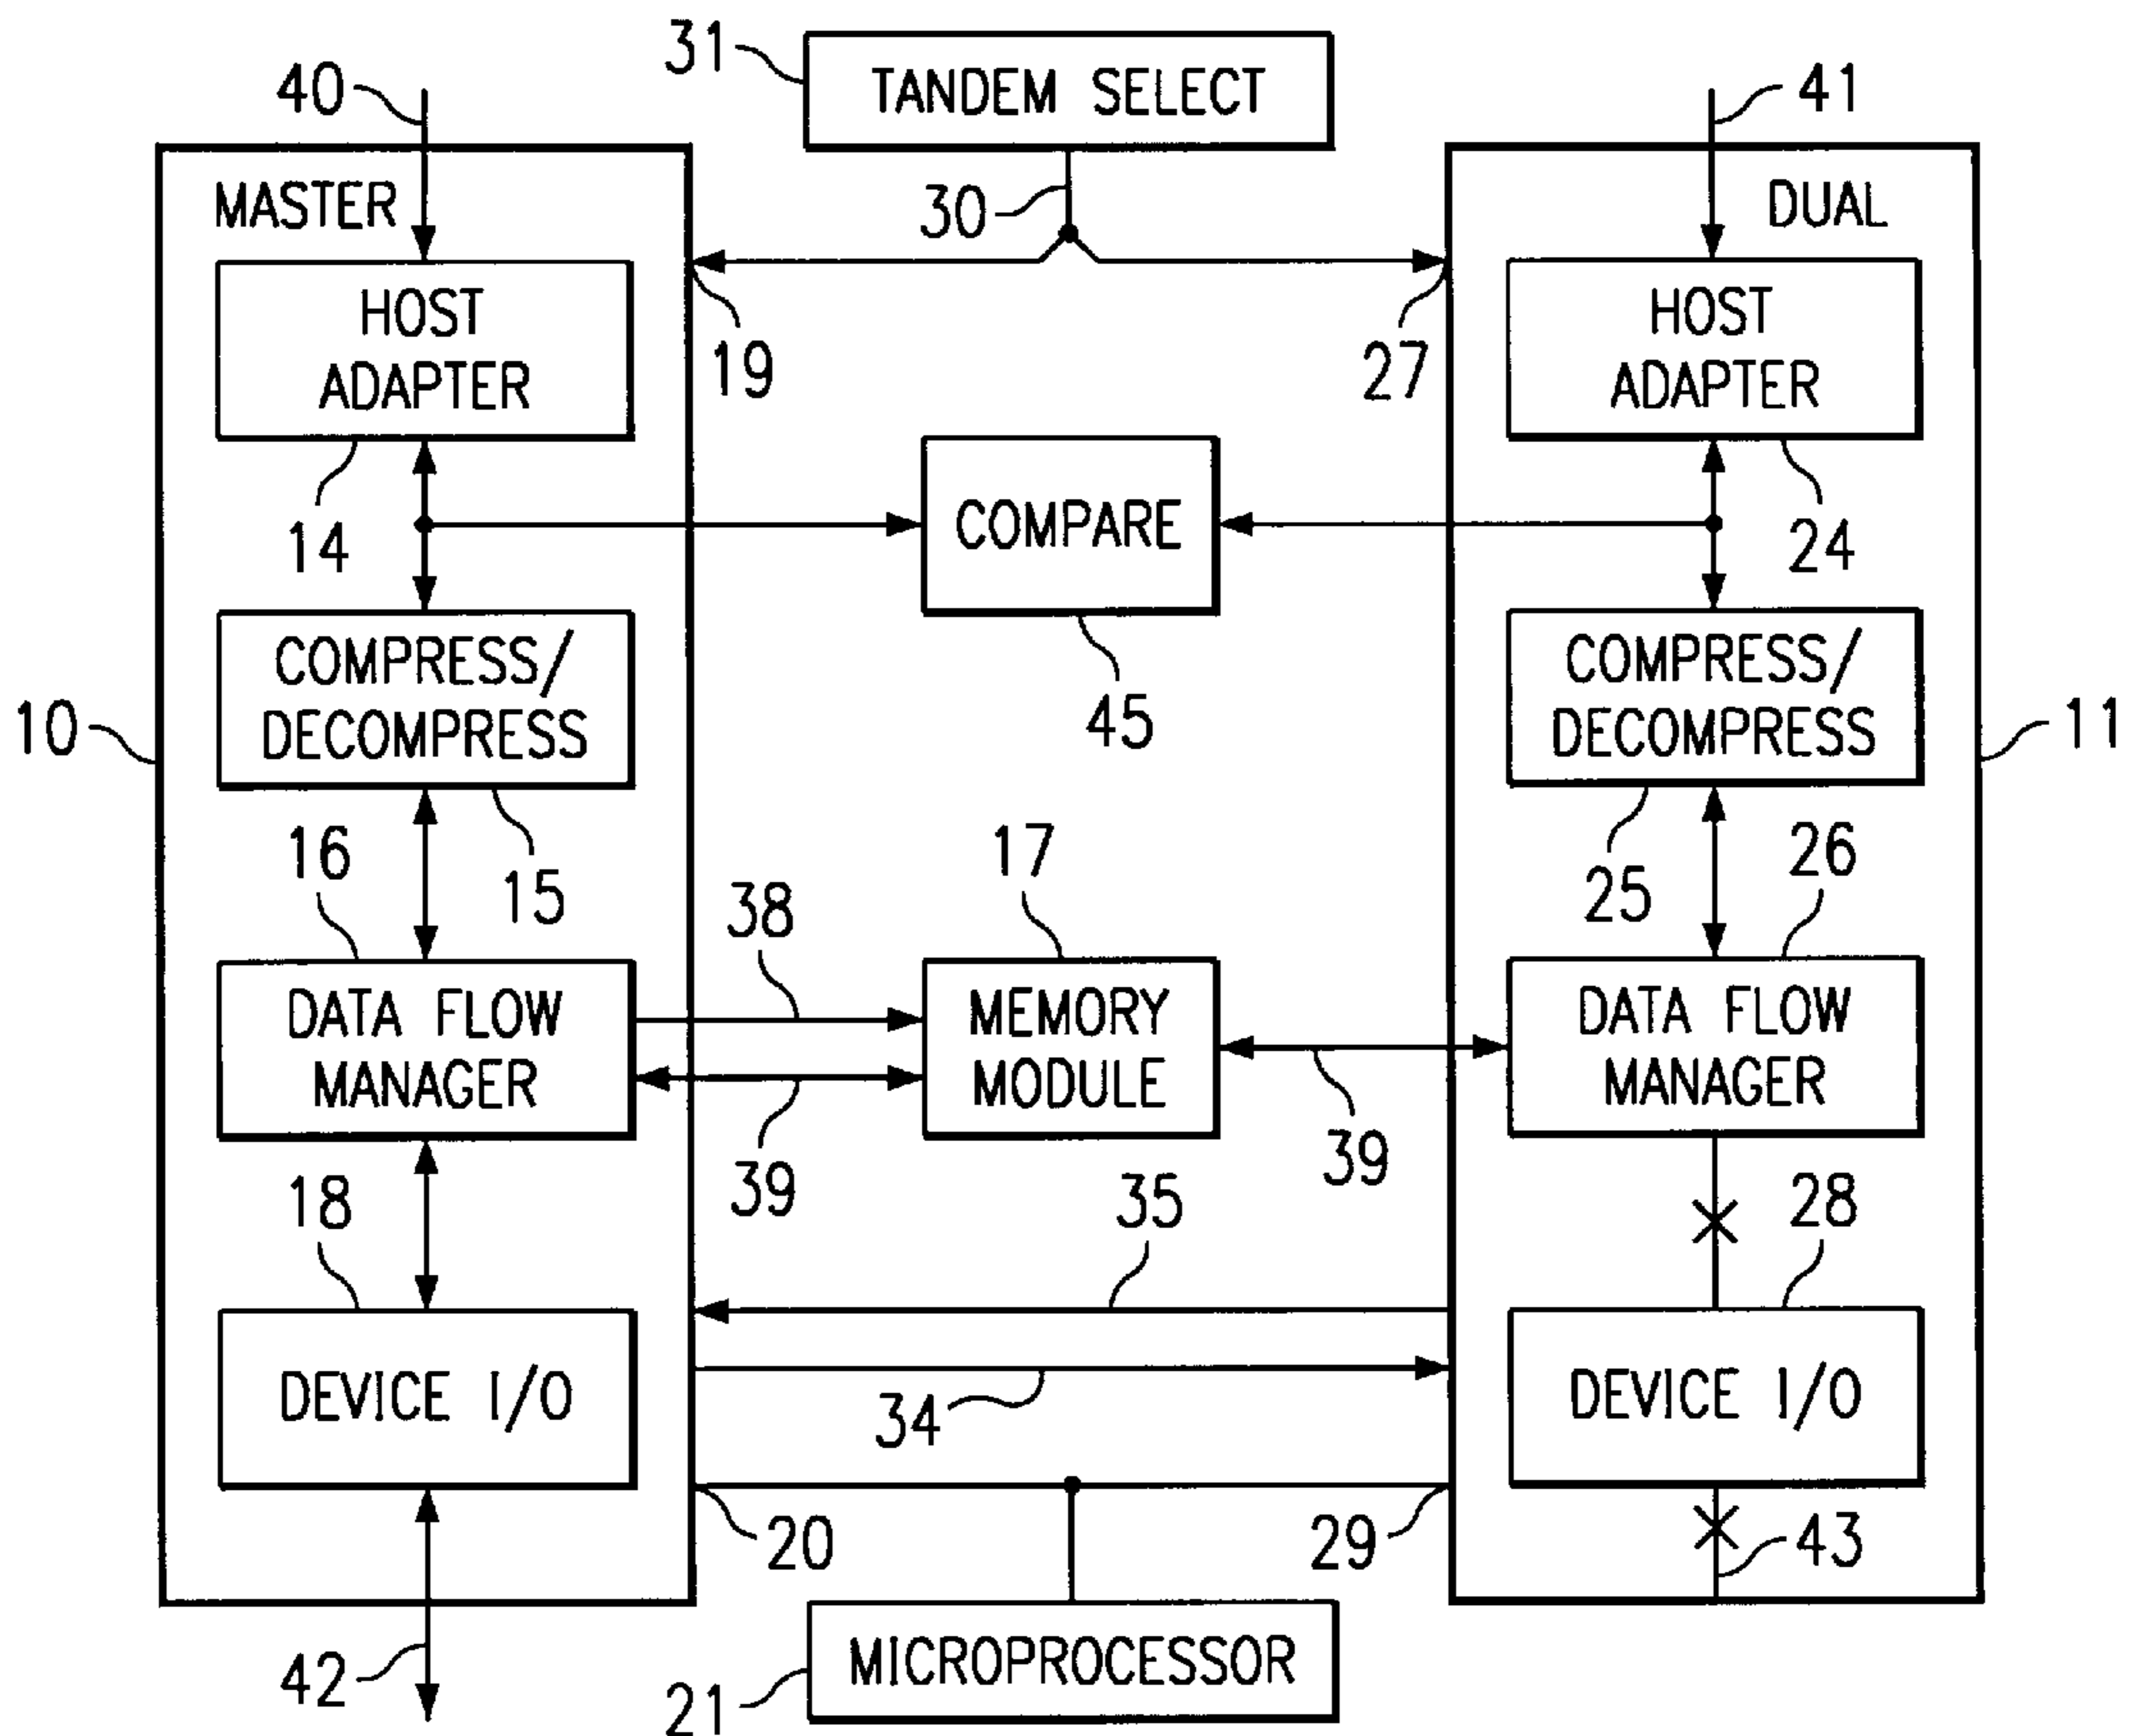 31
TANDEM SELECT
40
41
MASTER
30
DUAL
HOST
ADAPTER
19
27
HOST
ADAPTER
14
COMPARE
24
COMPRESS/
DECOMPRESS
10
45
COMPRESS/
DECOMPRESS
11
16
15
38
17
25
26
DATA FLOW
MANAGER
MEMORY
MODULE
DATA FLOW
MANAGER
39
39
18
35
28
DEVICE I/O
34
DEVICE I/O
20
29
43
42
21
MICROPROCESSOR